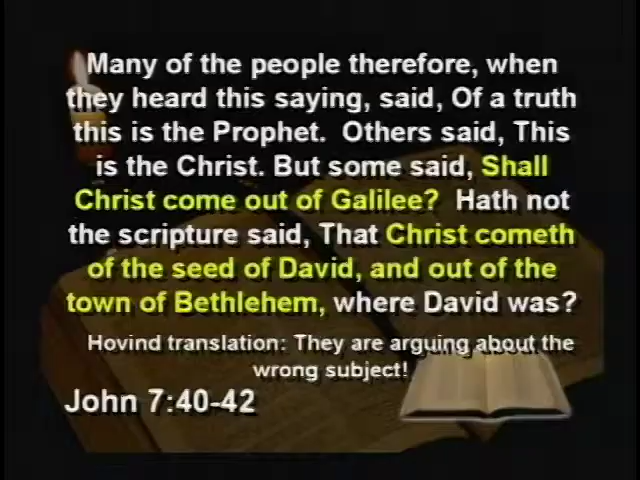 Many of the people therefore, when
they heard this saying, said, Of a truth
this is the Prophet. Others said, This
is the Christ. But some said, Shall
Christ come out of Galilee? Hath not
the scripture said, That Christ cometh
of the seed of David, and out of the
town of Bethlehem, where David was?
Hovind translation: They are arguing about the
wrong subject!
John 7:40-42